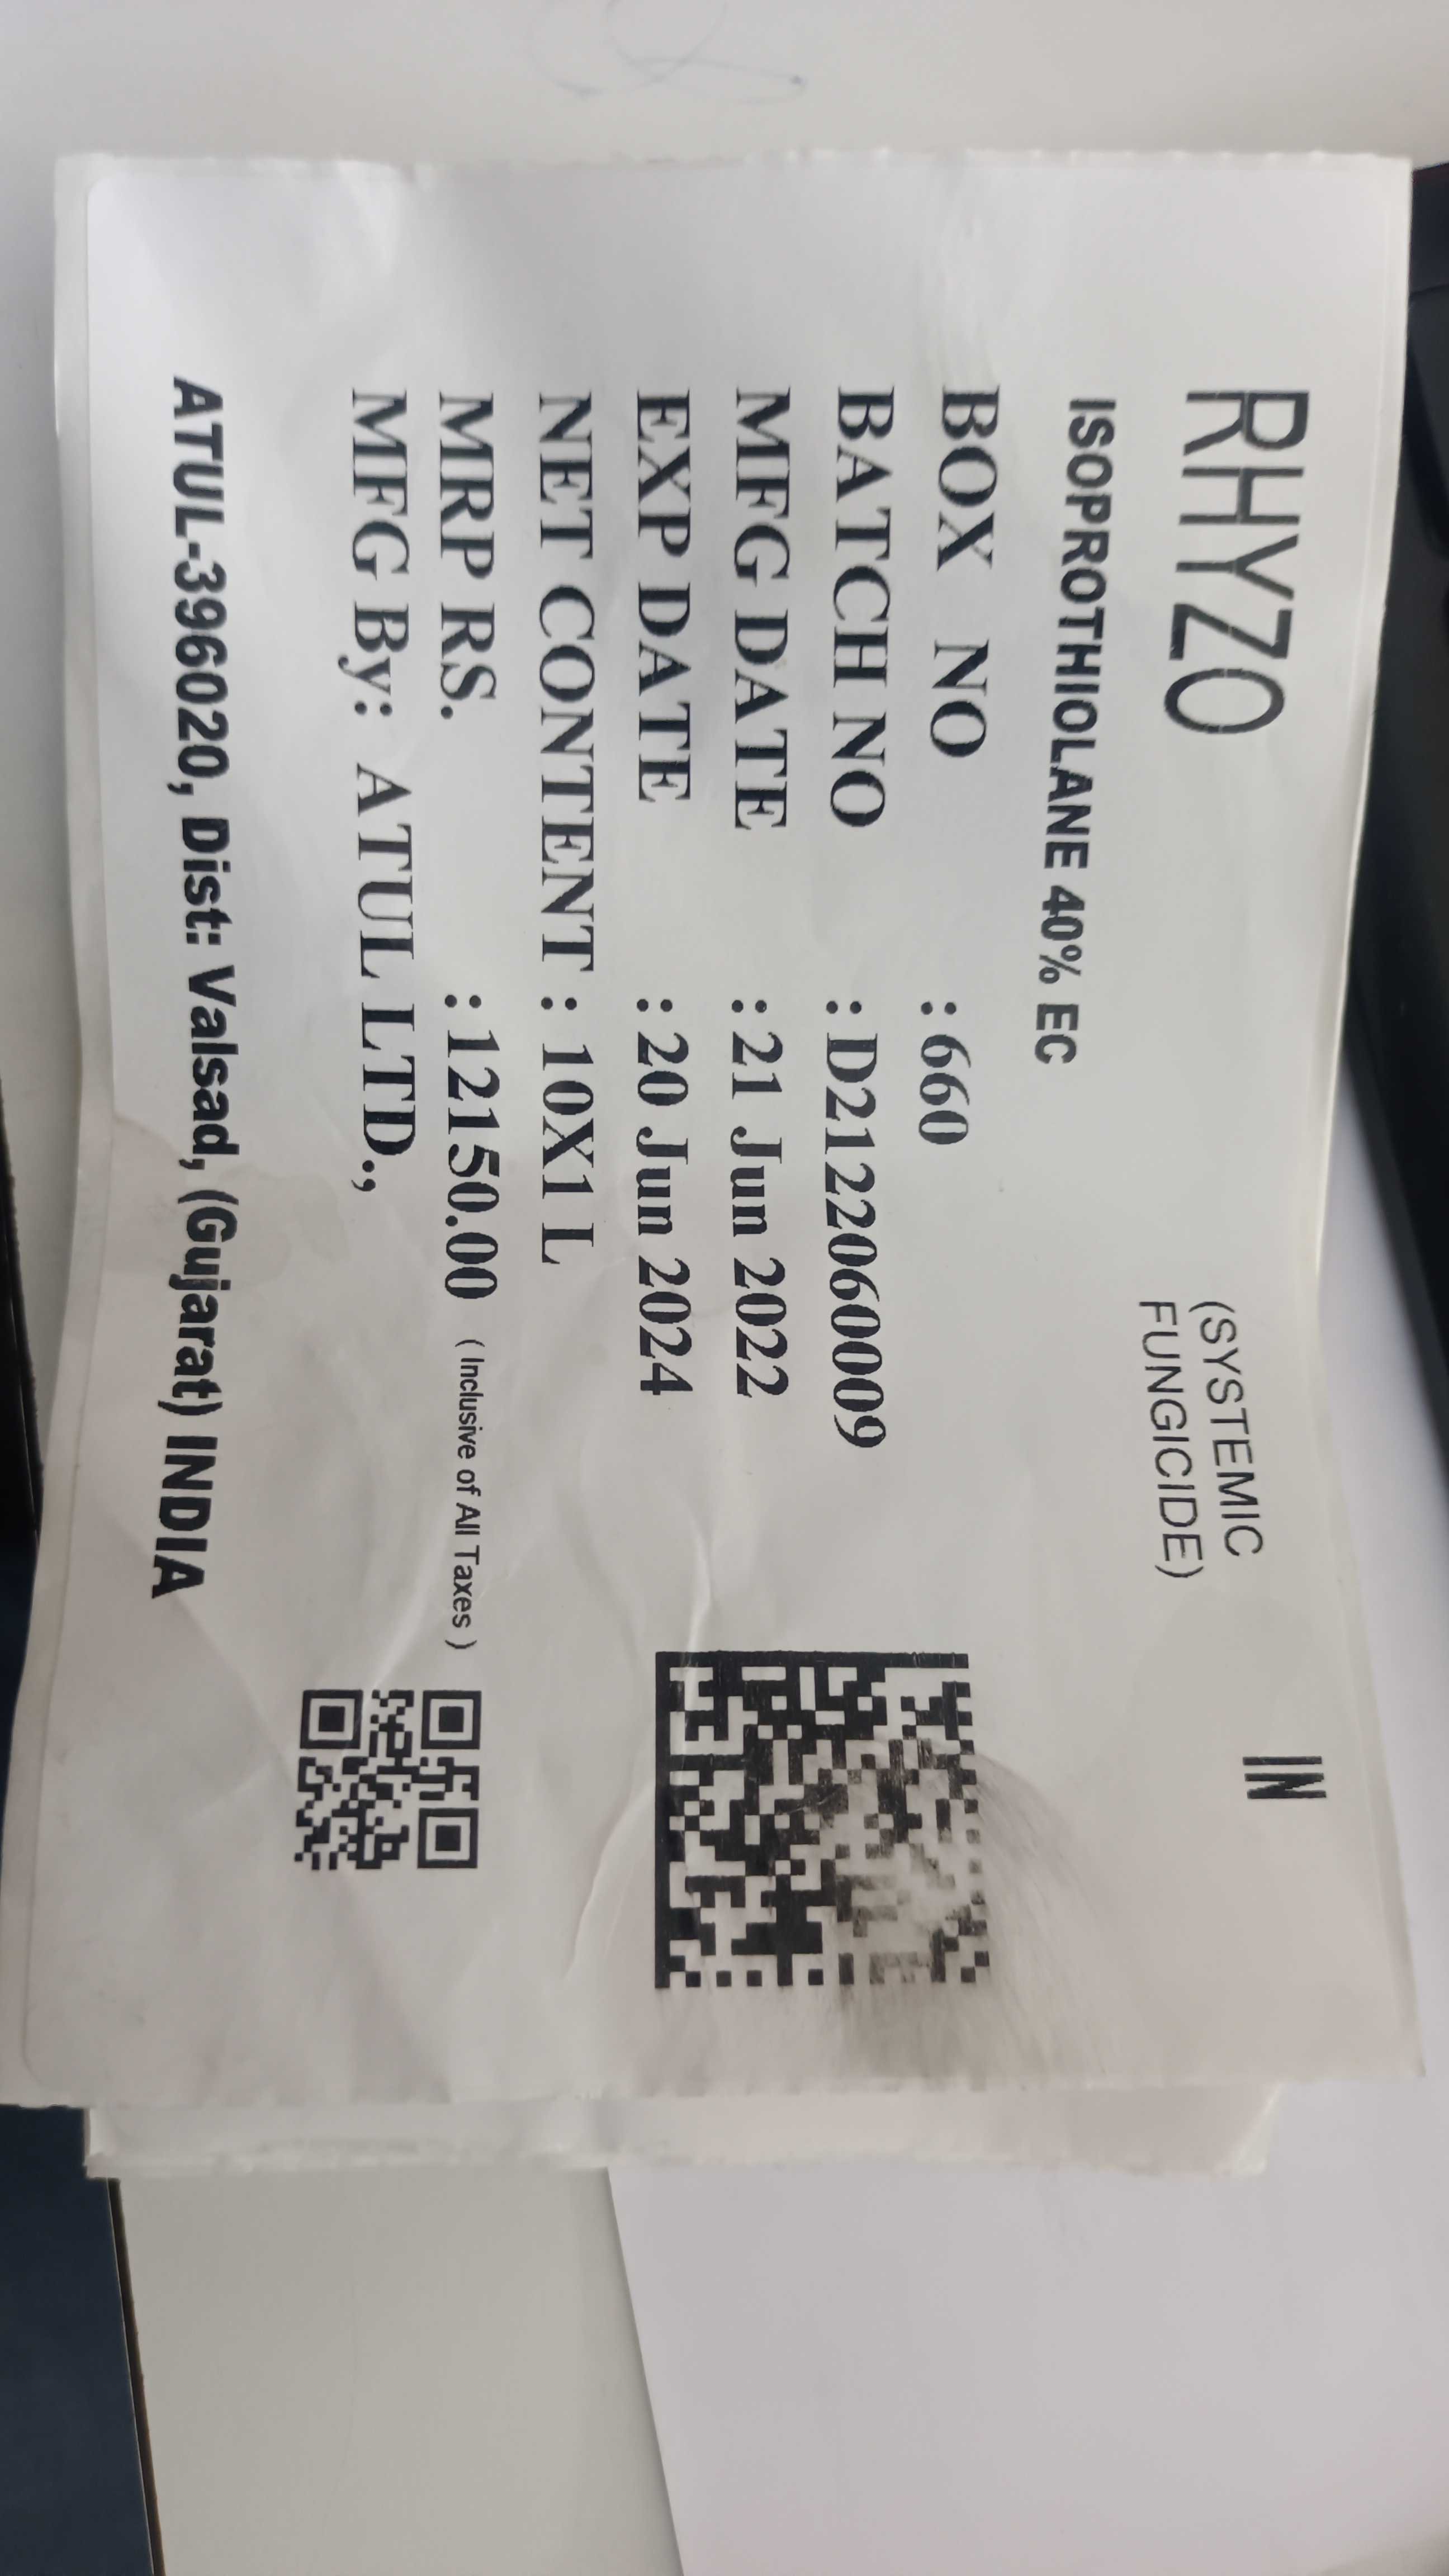 RHYZO
IN
(SYSTEMIC
FUNGICIDE)
ISOPROTHIOLANE 40% EC
BOX NO : 660
BATCH NO : D2122060009
MFG DATE : 21 Jun 2022
EXP DATE : 20 Jun 2024
NET CONTENT : 10X1 L
MRP RS. : 12150.00 ( Inclusive of All Taxes )
MFG By: ATUL LTD.,
ATUL-396020, Dist: Valsad, (Gujarat) INDIA